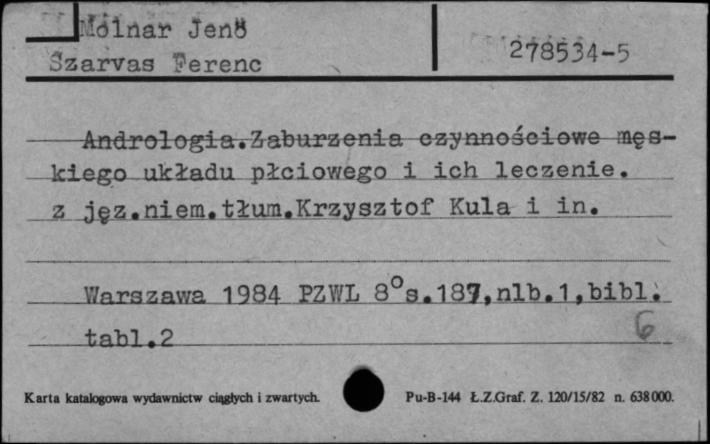 Molnar Jenö
Szarvas Ferenc
278534-5
Andrologia.Zaburzenia czynnościowe męs-
kiego układu płciowego i ich leczenie.
z jęz.niem.tłum.Krzysztof Kula i in.
Warszawa 1984 PZWL 8°s.187,nlb.1,bibl.
tabl.2
6
Karta katalogowa wydawnictw ciągłych i zwartych.
Pu-B-144 Ł.Z.Graf. Z. 120/15/82 n. 638000.